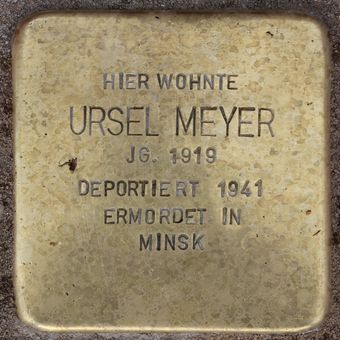 HIER WOHNTE
URSEL MEYER
JG. 1919
DEPORTIERT 1941
ERMORDET IN
MINSK